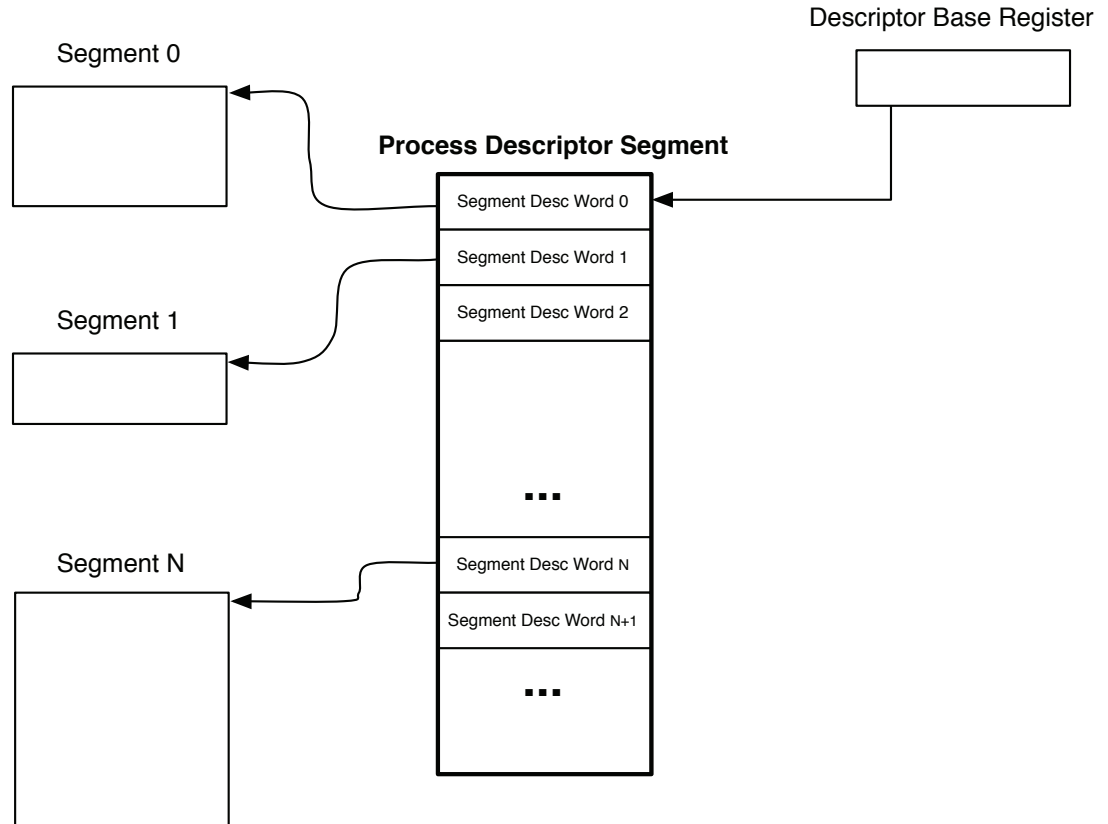 Descriptor Base Register
Segment 0
Process Descriptor Segment
Segment Desc Word 0
Segment Desc Word 1
Segment 1
Segment Desc Word 2
...
Segment N
Segment Desc Word N
Segment Desc Word N+1
...